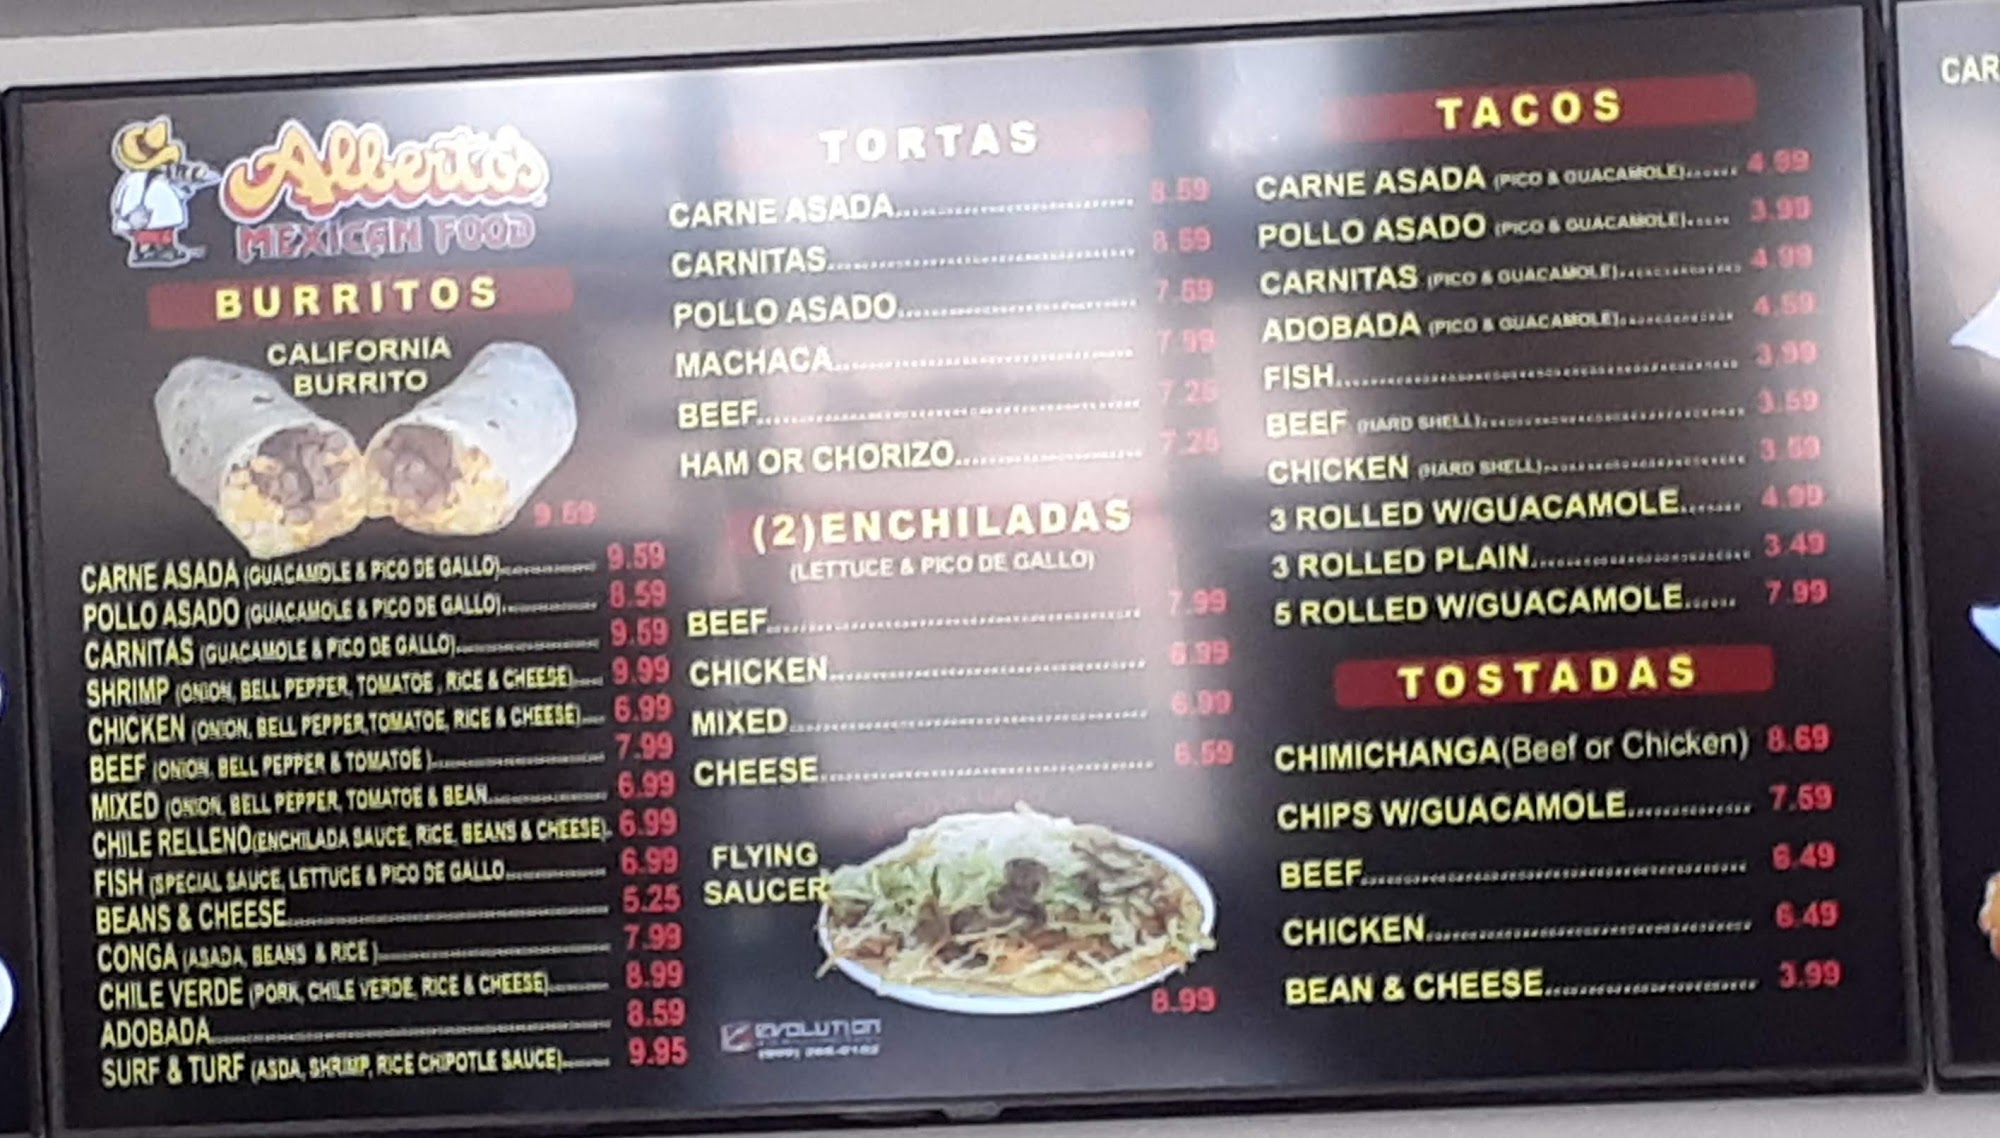 Alberto's
MEXICAN FOOD
BURRITOS
CALIFORNIA
BURRITO
9.59
CARNE ASADA (GUACAMOLE & PICO DE GALLO) 9.59
POLLO ASADO (GUACAMOLE & PICO DE GALLO) 8.59
CARNITAS (GUACAMOLE & PICO DE GALLO) 9.59
SHRIMP (ONION, BELL PEPPER, TOMATOE, RICE & CHEESE) 9.99
CHICKEN (ONION, BELL PEPPER, TOMATOE, RICE & CHEESE) 6.99
BEEF (ONION, BELL PEPPER & TOMATOE) 7.99
MIXED (ONION, BELL PEPPER, TOMATOE & BEAN 6.99
CHILE RELLENO (ENCHILADA SAUCE, RICE, BEANS & CHEESE) 6.99
FISH (SPECIAL SAUCE, LETTUCE & PICO DE GALLO 6.99
BEANS & CHEESE 5.25
CONGA (ASADA, BEANS & RICE) 7.99
CHILE VERDE (PORK, CHILE VERDE, RICE & CHEESE) 8.99
ADOBADA 8.59
SURF & TURF (ASDA, SHRIMP, RICE CHIPOTLE SAUCE) 9.95
TORTAS
CARNE ASADA 8.59
CARNITAS 8.59
POLLO ASADO 7.59
MACHACA 7.99
BEEF 7.25
HAM OR CHORIZO 7.25
(2)ENCHILADAS
(LETTUCE & PICO DE GALLO)
BEEF 7.99
CHICKEN 6.99
MIXED 6.99
CHEESE 6.59
FLYING
SAUCER
8.99
EVOLUTION
TACOS
CARNE ASADA (PICO & GUACAMOLE) 4.99
POLLO ASADO (PICO & GUACAMOLE) 3.99
CARNITAS (PICO & GUACAMOLE) 4.99
ADOBADA (PICO & GUACAMOLE) 4.59
FISH 3.99
BEEF (HARD SHELL) 3.59
CHICKEN (HARD SHELL) 3.59
3 ROLLED W/GUACAMOLE 4.99
3 ROLLED PLAIN 3.49
5 ROLLED W/GUACAMOLE 7.99
TOSTADAS
CHIMICHANGA(Beef or Chicken) 8.69
CHIPS W/GUACAMOLE 7.59
BEEF 6.49
CHICKEN 6.49
BEAN & CHEESE 3.99
CAR